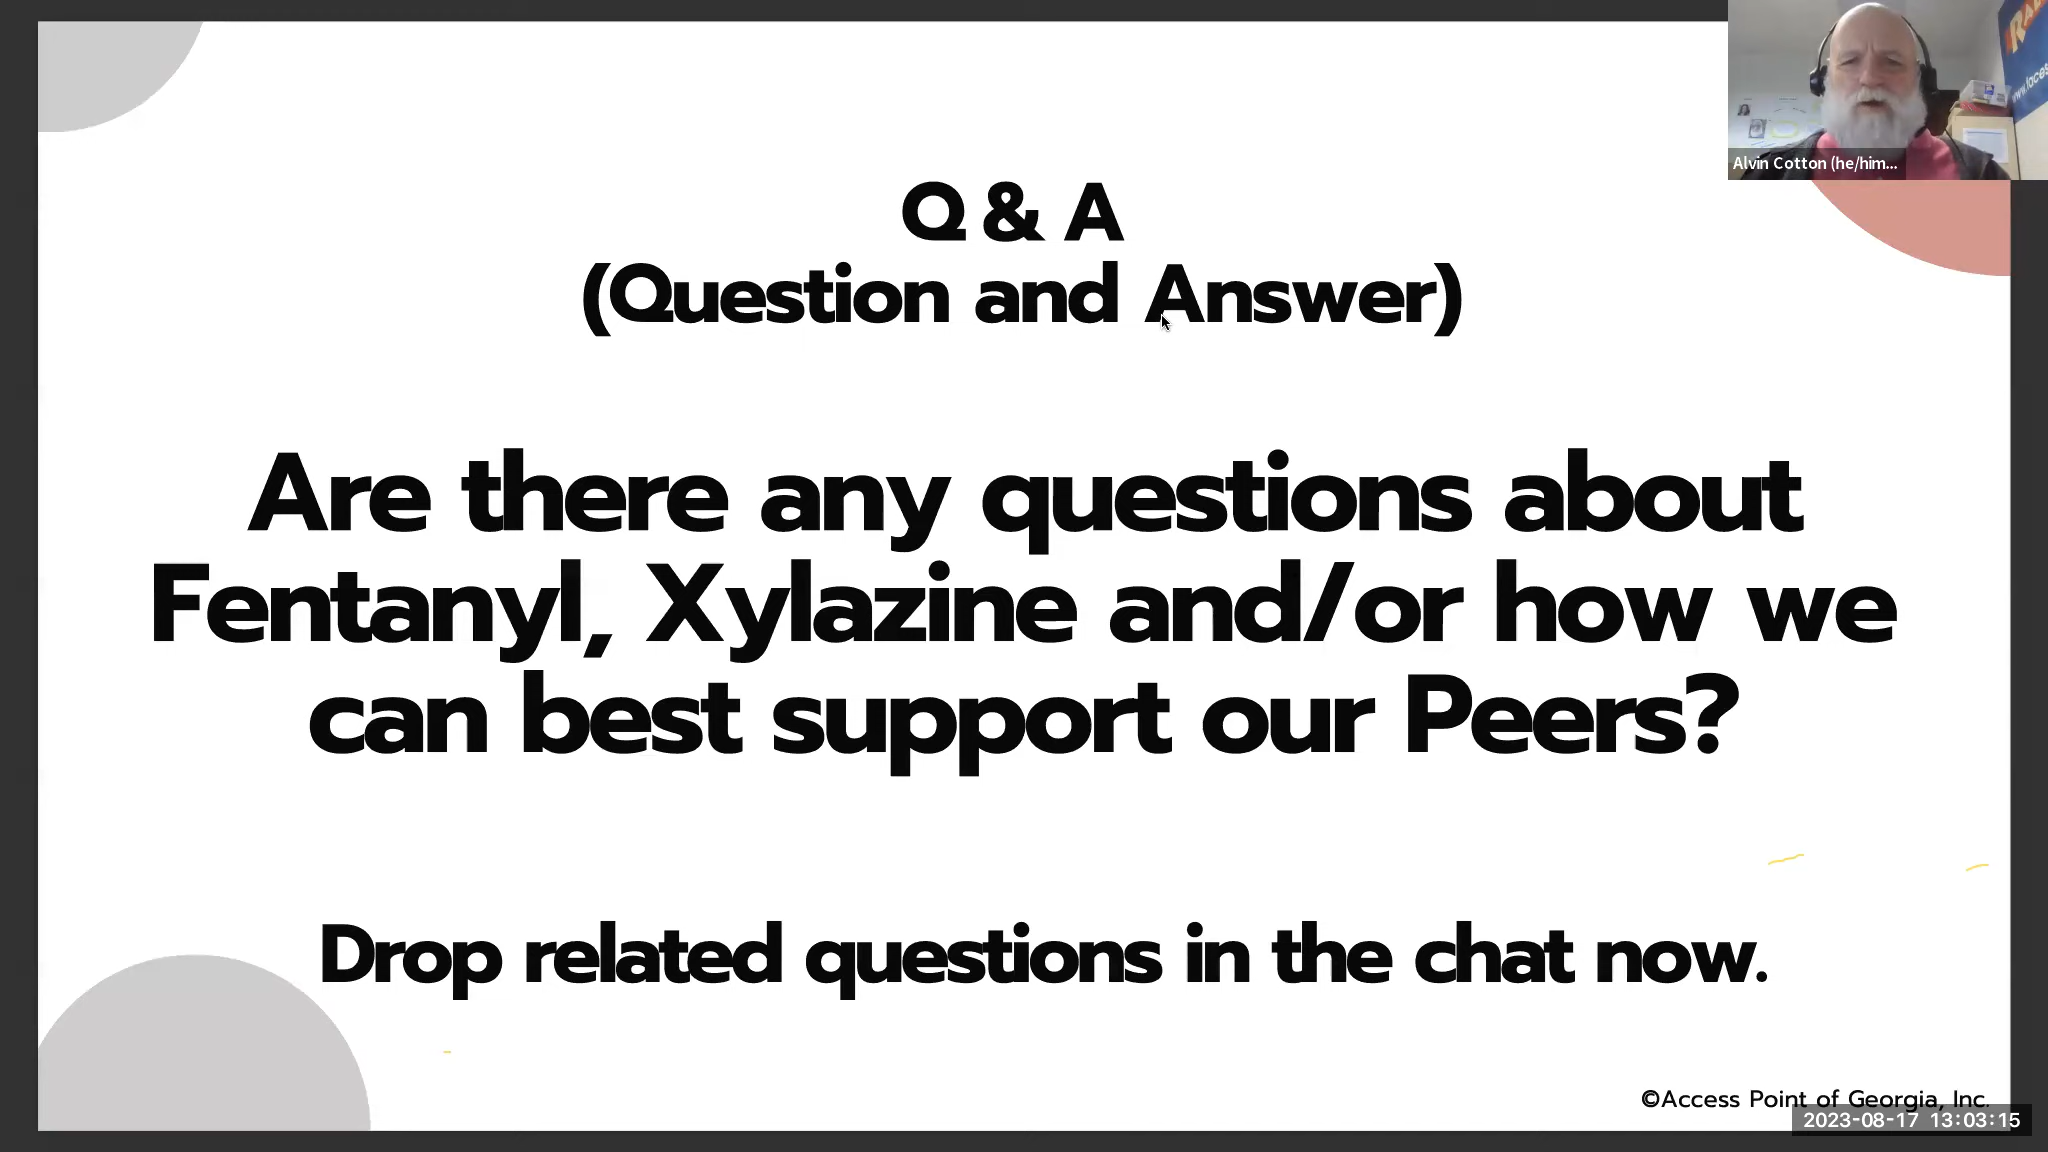 Q & A
(Question and Answer)
Are there any questions about
Fentanyl, Xylazine and/or how we
can best support our Peers?
Drop related questions in the chat now.
©Access Point of Georgia, Inc.
2023-08-17 13:03:15
Alvin Cotton (he/him...